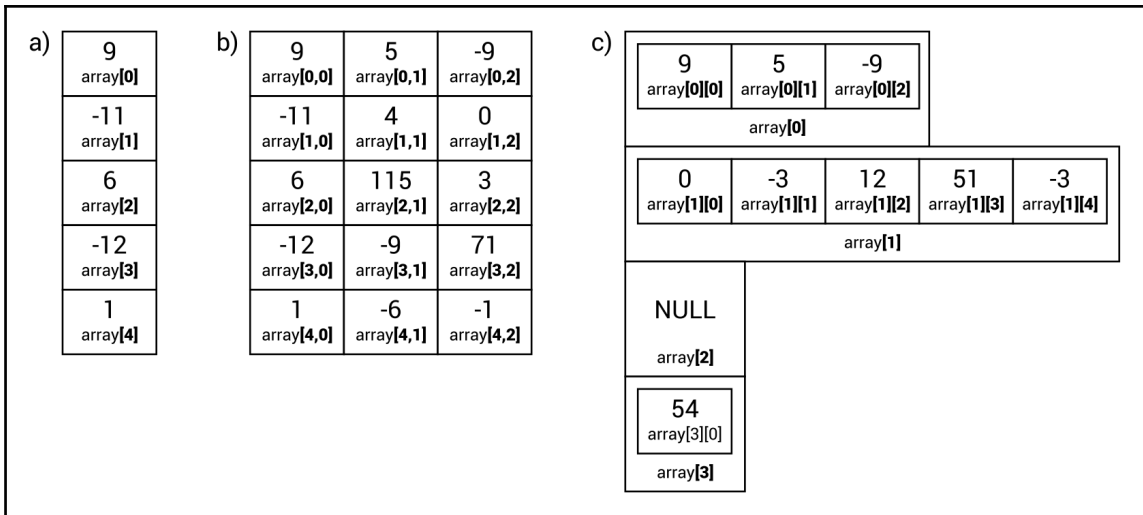 a)
9
array[0]
-11
array[1]
6
array[2]
-12
array[3]
1
array[4]
b)
9 5 -9
array[0,0] array[0,1] array[0,2]
-11 4 0
array[1,0] array[1,1] array[1,2]
6 115 3
array[2,0] array[2,1] array[2,2]
-12 -9 71
array[3,0] array[3,1] array[3,2]
1 -6 -1
array[4,0] array[4,1] array[4,2]
c)
9 5 -9
array[0][0] array[0][1] array[0][2]
array[0]
0 -3 12 51 -3
array[1][0] array[1][1] array[1][2] array[1][3] array[1][4]
array[1]
NULL
array[2]
54
array[3][0]
array[3]